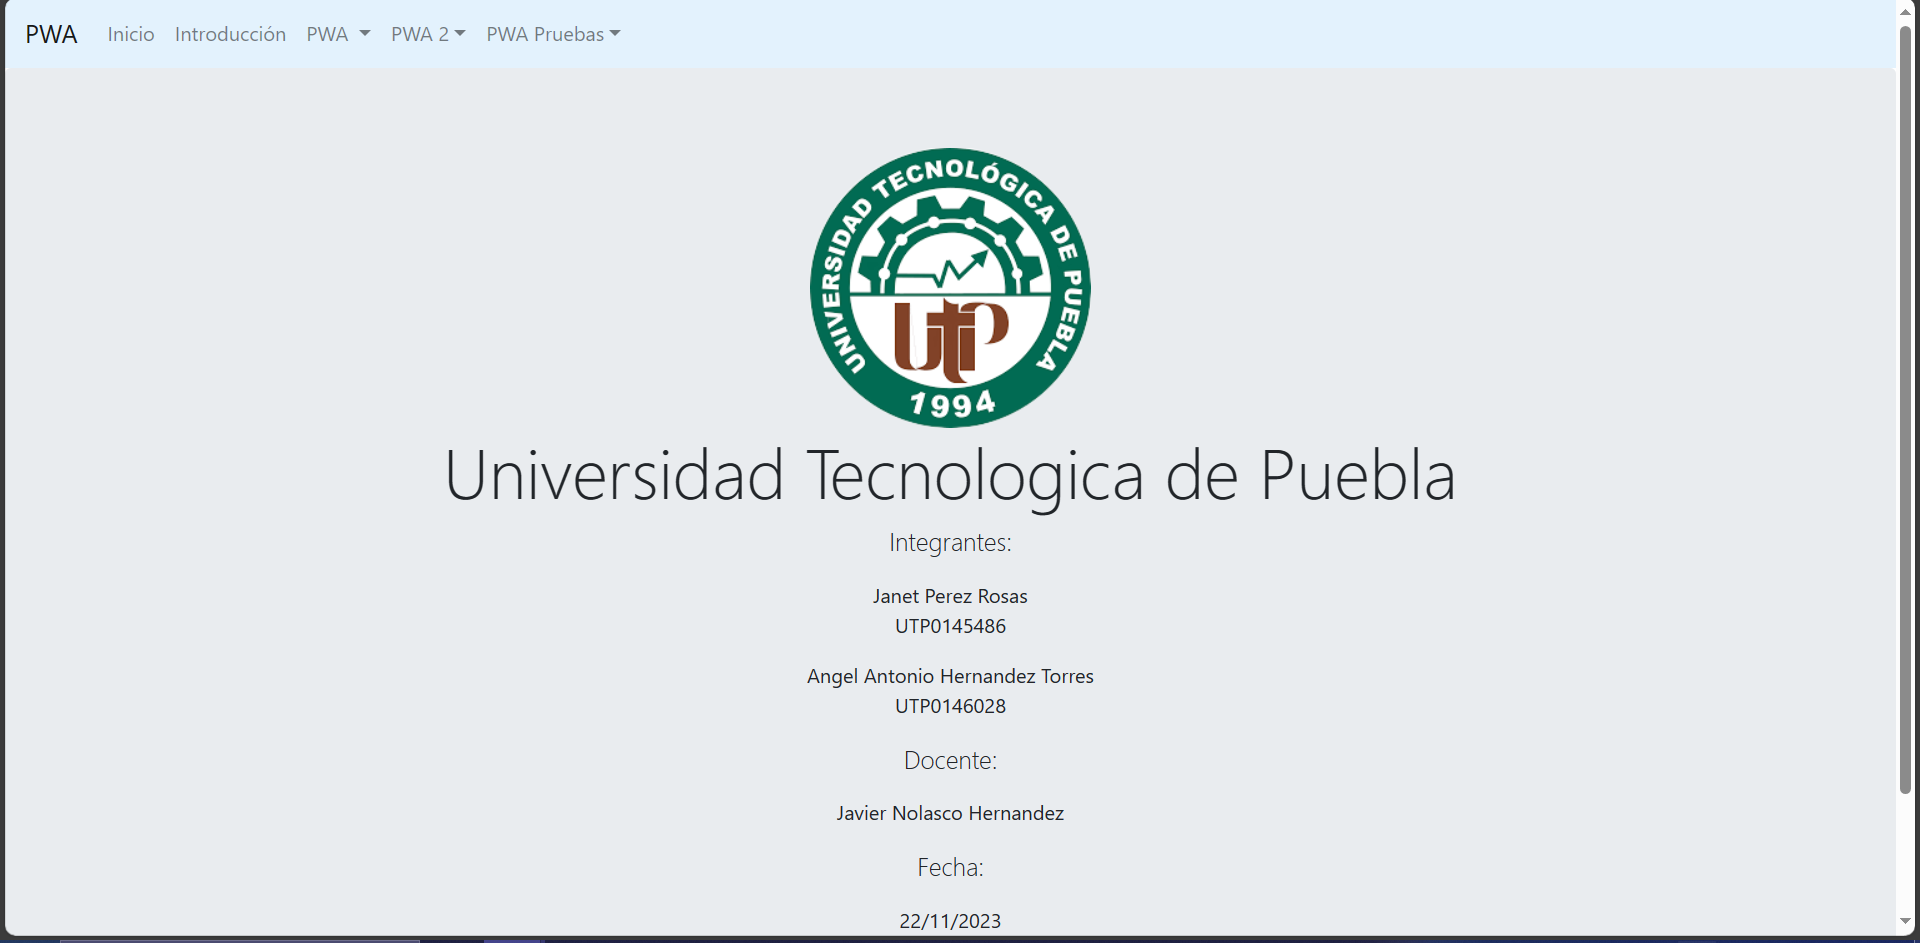 PWA Inicio Introducción PWA PWA 2 PWA Pruebas
UNIVERSIDAD TECNOLÓGICA DE PUEBLA
UTP
1994
Universidad Tecnologica de Puebla
Integrantes:
Janet Perez Rosas
UTP0145486
Angel Antonio Hernandez Torres
UTP0146028
Docente:
Javier Nolasco Hernandez
Fecha:
22/11/2023